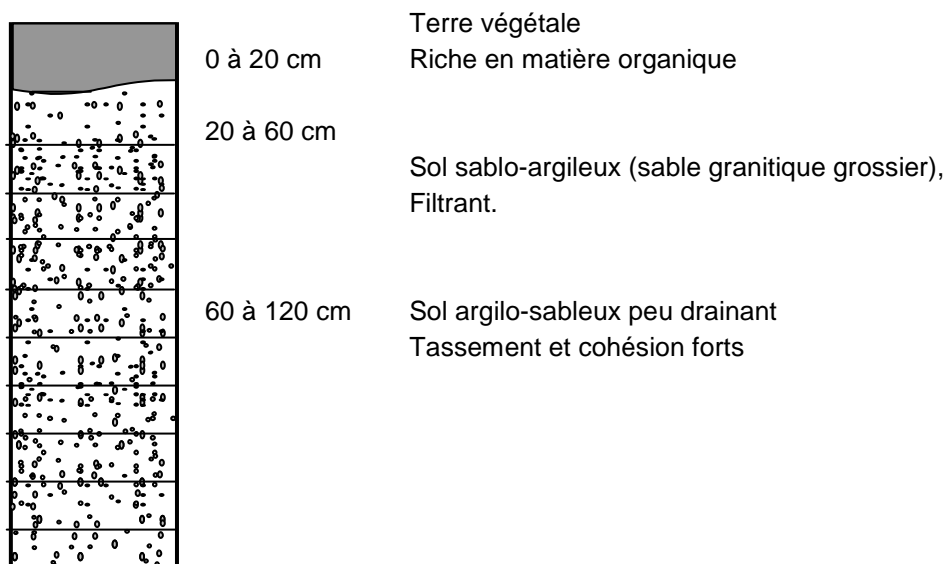 Terre végétale
0 à 20 cm Riche en matière organique
20 à 60 cm
Sol sablo-argileux (sable granitique grossier),
Filtrant.
60 à 120 cm Sol argilo-sableux peu drainant
Tassement et cohésion forts